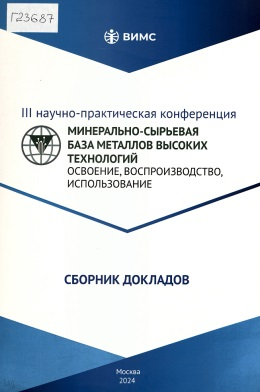 Г23687
ВИМС
III научно-практическая конференция
МИНЕРАЛЬНО-СЫРЬЕВАЯ
БАЗА МЕТАЛЛОВ ВЫСОКИХ
ТЕХНОЛОГИЙ
ОСВОЕНИЕ, ВОСПРОИЗВОДСТВО,
ИСПОЛЬЗОВАНИЕ
СБОРНИК ДОКЛАДОВ
Москва
2024